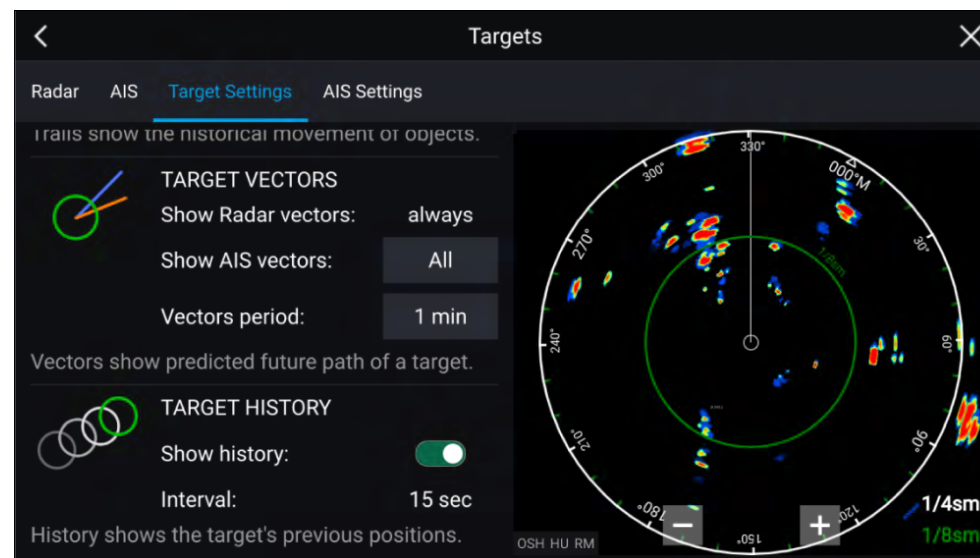 Targets
Radar AIS Target Settings AIS Settings
Trails show the historical movement of objects.
TARGET VECTORS
Show Radar vectors: always
Show AIS vectors: All
Vectors period: 1 min
Vectors show predicted future path of a target.
TARGET HISTORY
Show history:
Interval: 15 sec
History shows the target's previous positions.
330°
000°M
30°
60°
90°
120°
150°
180°
210°
240°
270°
300°
1/8sm
− +
1/4sm
1/8sm
OSH HU RM